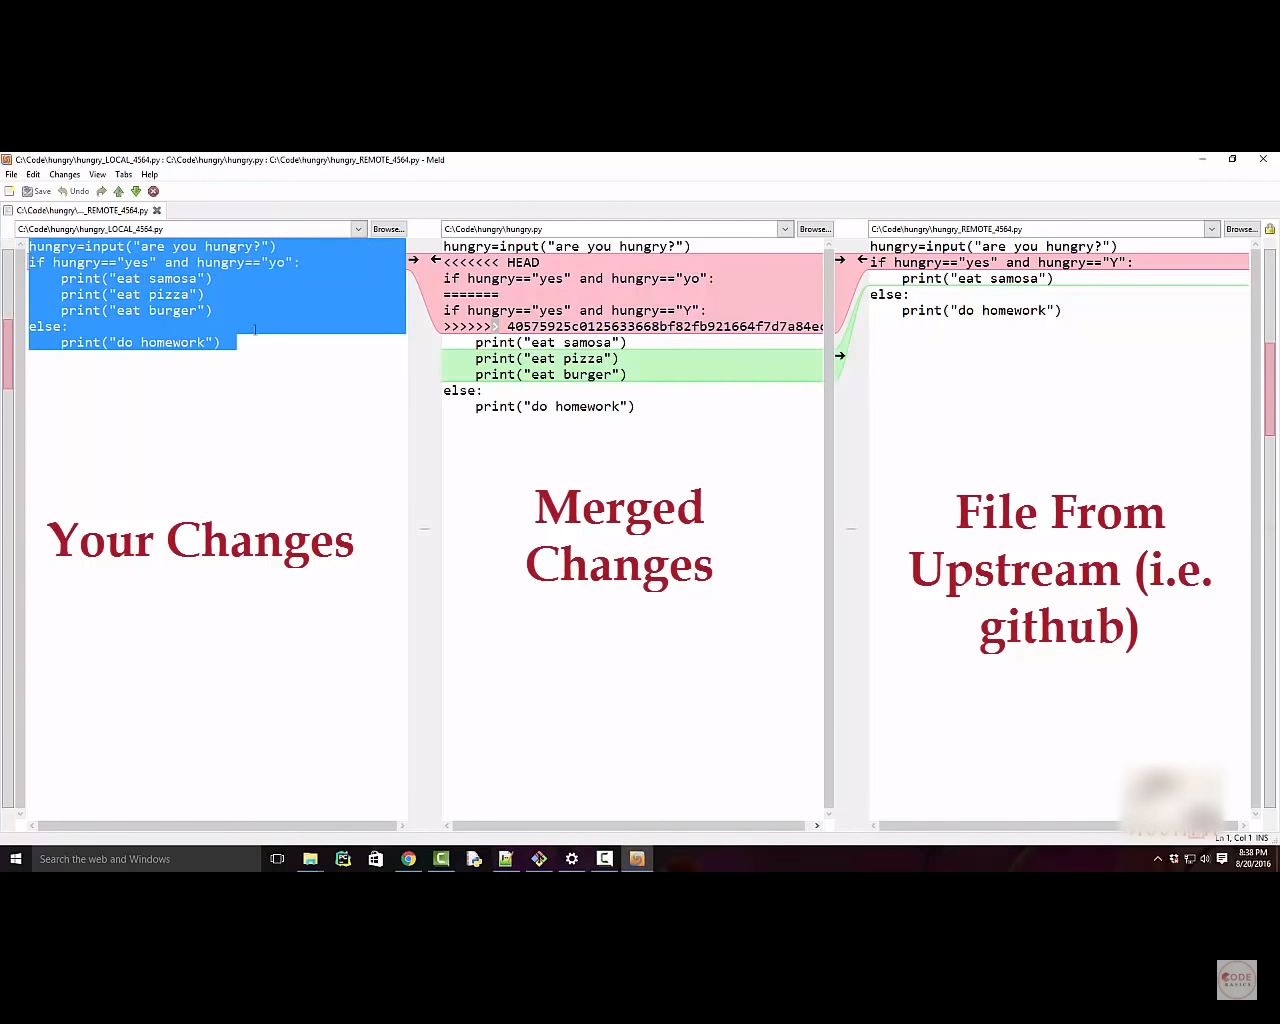 C:\Code\hungry\hungry_LOCAL_4564.py : C:\Code\hungry\hungry.py : C:\Code\hungry\hungry_REMOTE_4564.py - Meld
File Edit Changes View Tabs Help
Save Undo
C:\Code\hungry\..._REMOTE_4564.py
C:\Code\hungry\hungry_LOCAL_4564.py Browse...
hungry=input("are you hungry?")
if hungry=="yes" and hungry=="yo":
print("eat samosa")
print("eat pizza")
print("eat burger")
else:
print("do homework")
Your Changes
C:\Code\hungry\hungry.py Browse...
hungry=input("are you hungry?")
<<<<<<< HEAD
if hungry=="yes" and hungry=="yo":
=======
if hungry=="yes" and hungry=="Y":
>>>>>>> 40575925c0125633668bf82fb921664f7d7a84ec
print("eat samosa")
print("eat pizza")
print("eat burger")
else:
print("do homework")
Merged
Changes
C:\Code\hungry\hungry_REMOTE_4564.py Browse...
hungry=input("are you hungry?")
if hungry=="yes" and hungry=="Y":
print("eat samosa")
else:
print("do homework")
File From
Upstream (i.e.
github)
Ln 1, Col 1 INS
Search the web and Windows
8:38 PM
8/20/2016
CODE
BASICS